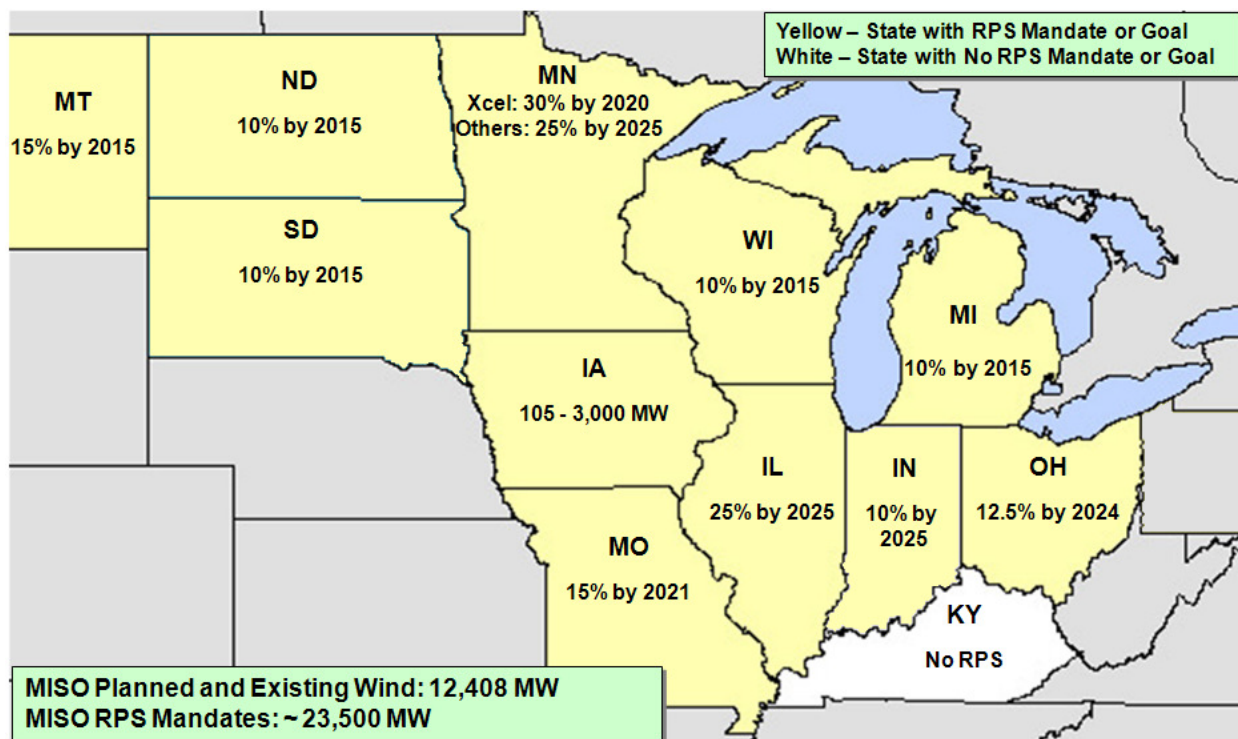 Yellow – State with RPS Mandate or Goal
White – State with No RPS Mandate or Goal
MT
15% by 2015
ND
10% by 2015
MN
Xcel: 30% by 2020
Others: 25% by 2025
SD
10% by 2015
WI
10% by 2015
MI
10% by 2015
IA
105 - 3,000 MW
IL
25% by 2025
IN
10% by
2025
OH
12.5% by 2024
MO
15% by 2021
KY
No RPS
MISO Planned and Existing Wind: 12,408 MW
MISO RPS Mandates: ~ 23,500 MW